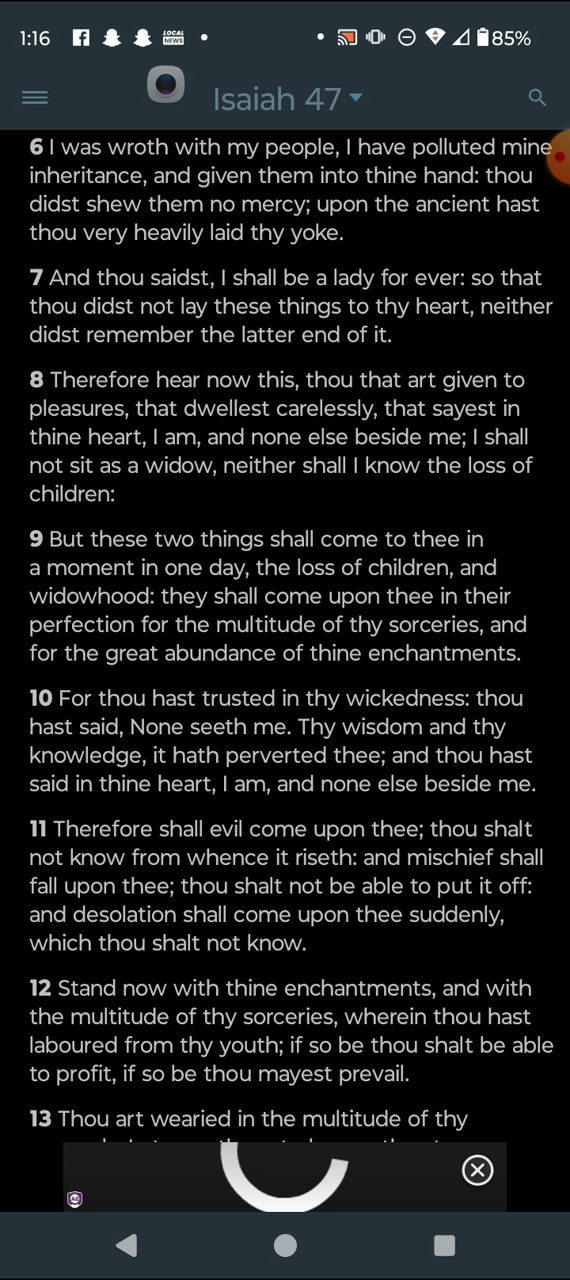 1:16
LOCAL
NEWS
85%
Isaiah 47
6 I was wroth with my people, I have polluted mine
inheritance, and given them into thine hand: thou
didst shew them no mercy; upon the ancient hast
thou very heavily laid thy yoke.
7 And thou saidst, I shall be a lady for ever: so that
thou didst not lay these things to thy heart, neither
didst remember the latter end of it.
8 Therefore hear now this, thou that art given to
pleasures, that dwellest carelessly, that sayest in
thine heart, I am, and none else beside me; I shall
not sit as a widow, neither shall I know the loss of
children:
9 But these two things shall come to thee in
a moment in one day, the loss of children, and
widowhood: they shall come upon thee in their
perfection for the multitude of thy sorceries, and
for the great abundance of thine enchantments.
10 For thou hast trusted in thy wickedness: thou
hast said, None seeth me. Thy wisdom and thy
knowledge, it hath perverted thee; and thou hast
said in thine heart, I am, and none else beside me.
11 Therefore shall evil come upon thee; thou shalt
not know from whence it riseth: and mischief shall
fall upon thee; thou shalt not be able to put it off:
and desolation shall come upon thee suddenly,
which thou shalt not know.
12 Stand now with thine enchantments, and with
the multitude of thy sorceries, wherein thou hast
laboured from thy youth; if so be thou shalt be able
to profit, if so be thou mayest prevail.
13 Thou art wearied in the multitude of thy
Ad